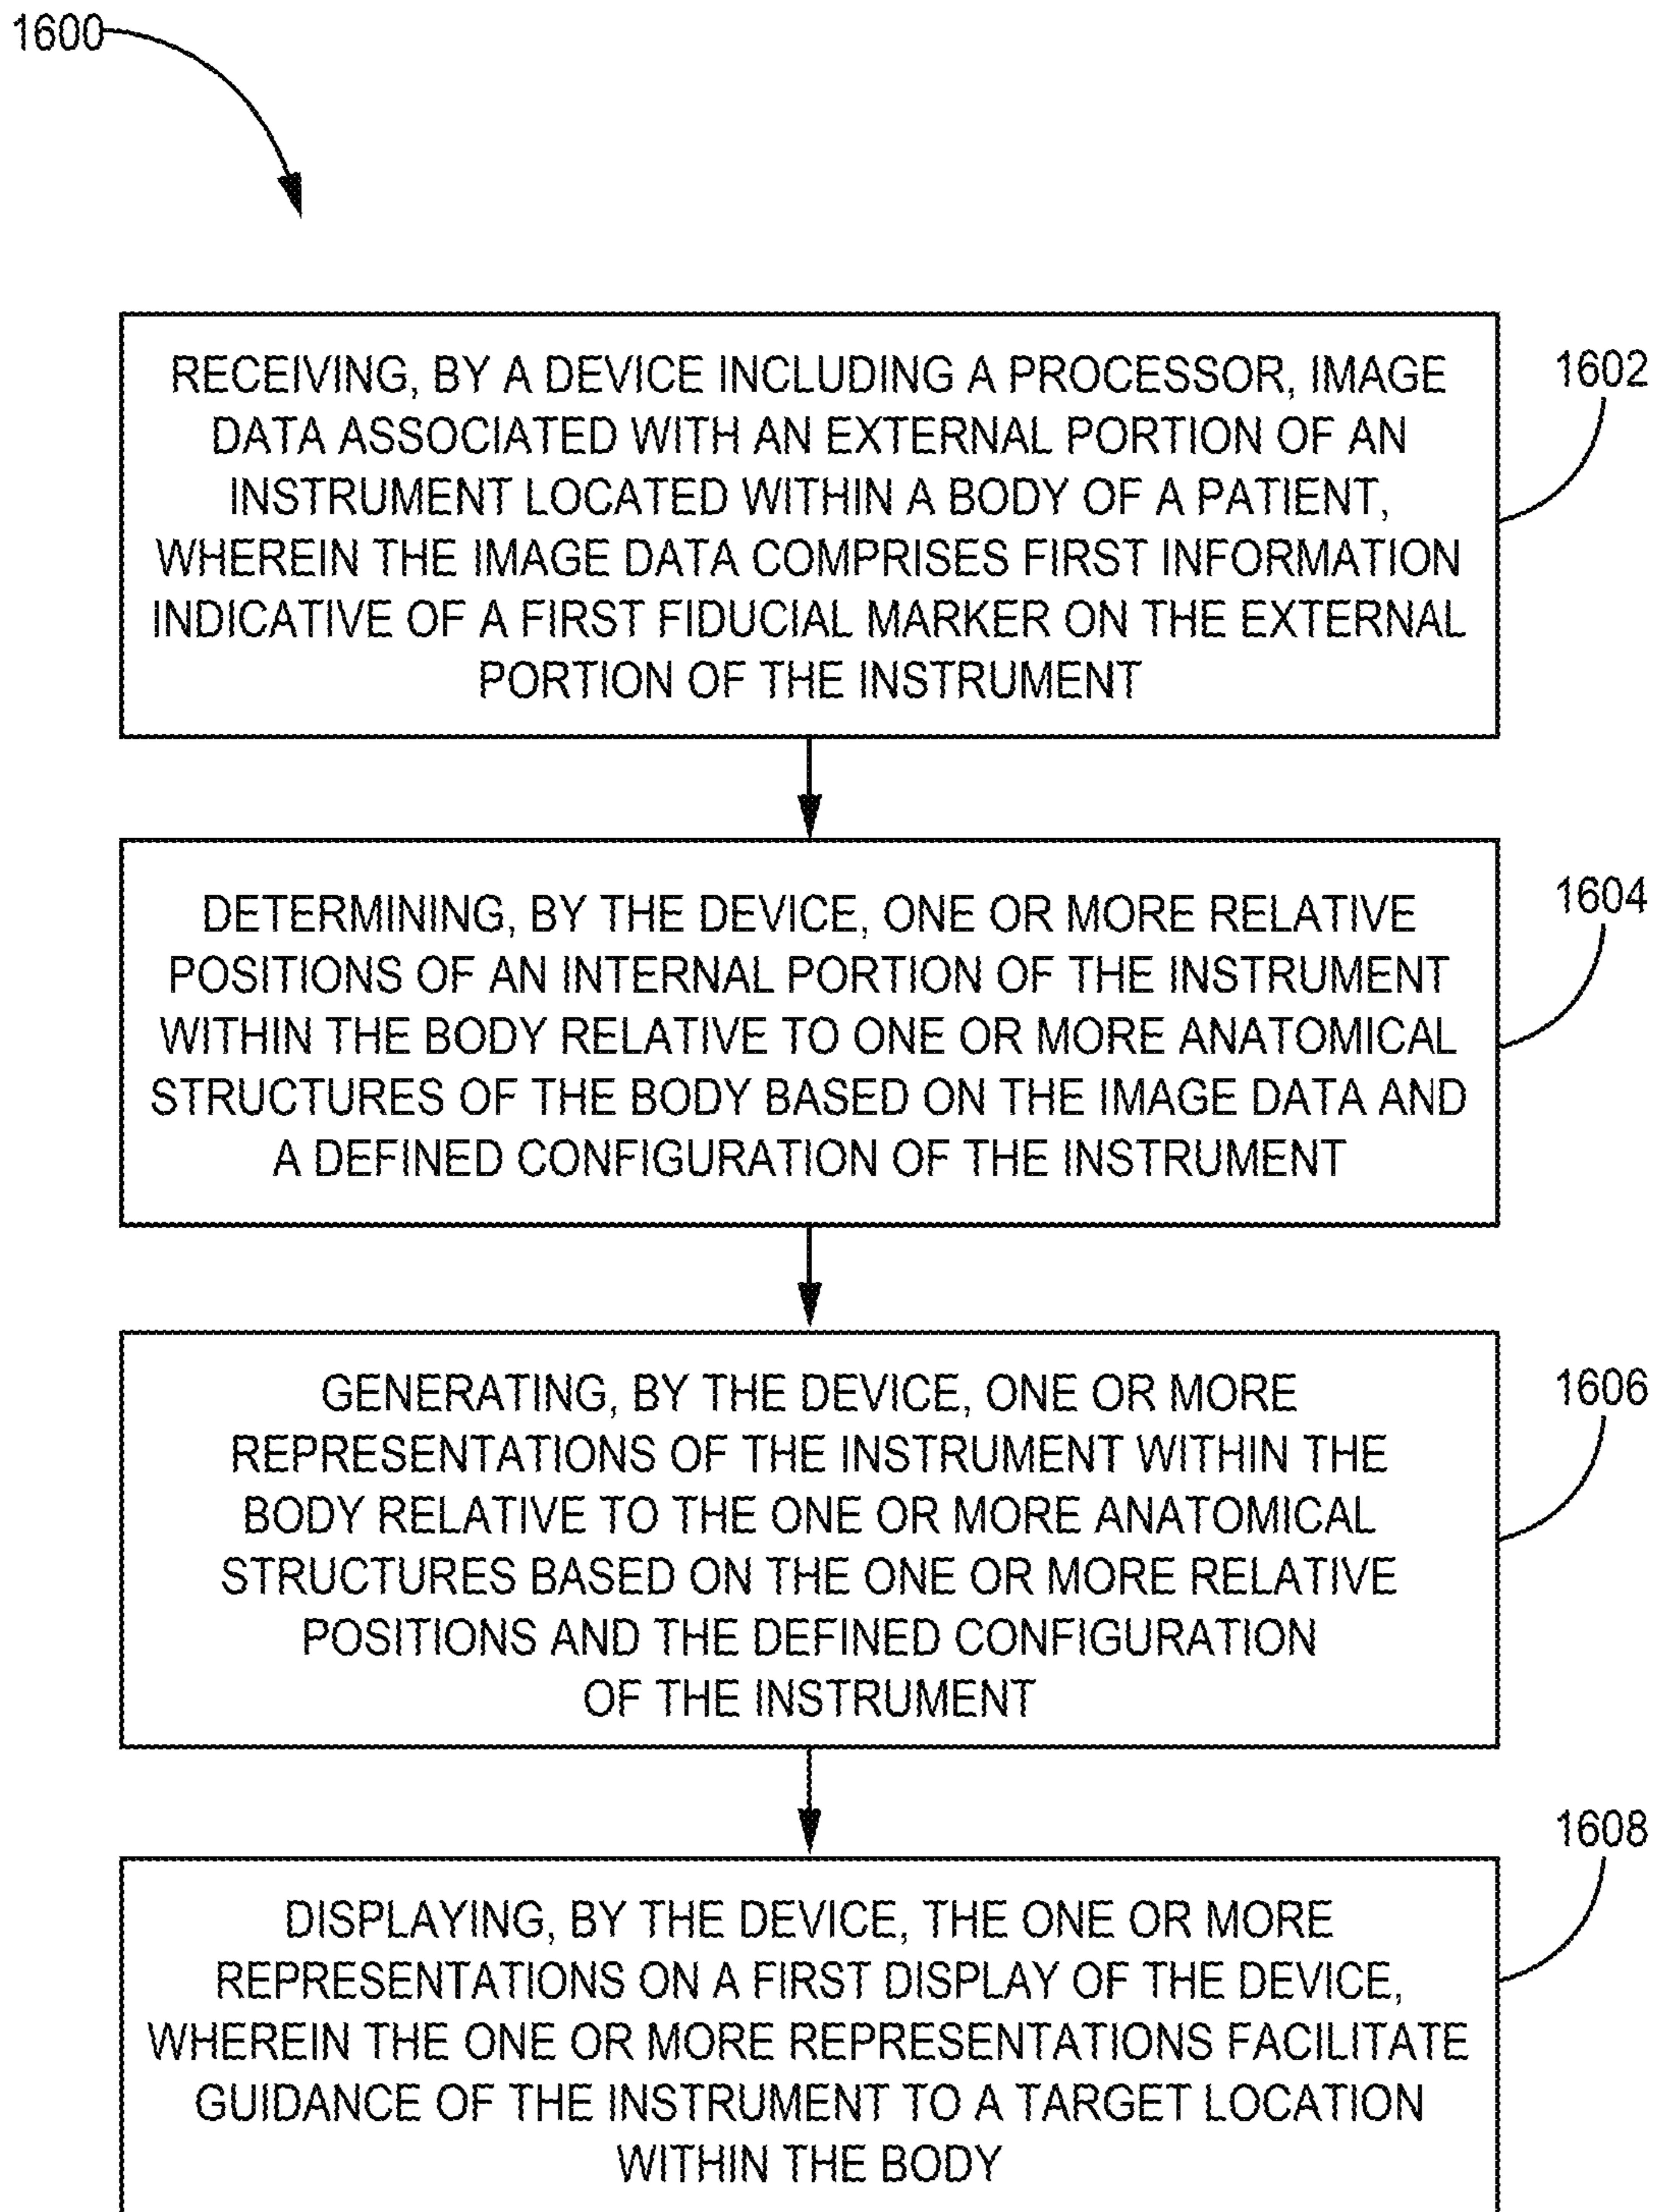 1600
RECEIVING, BY A DEVICE INCLUDING A PROCESSOR, IMAGE
DATA ASSOCIATED WITH AN EXTERNAL PORTION OF AN
INSTRUMENT LOCATED WITHIN A BODY OF A PATIENT,
WHEREIN THE IMAGE DATA COMPRISES FIRST INFORMATION
INDICATIVE OF A FIRST FIDUCIAL MARKER ON THE EXTERNAL
PORTION OF THE INSTRUMENT
1602
DETERMINING, BY THE DEVICE, ONE OR MORE RELATIVE
POSITIONS OF AN INTERNAL PORTION OF THE INSTRUMENT
WITHIN THE BODY RELATIVE TO ONE OR MORE ANATOMICAL
STRUCTURES OF THE BODY BASED ON THE IMAGE DATA AND
A DEFINED CONFIGURATION OF THE INSTRUMENT
1604
GENERATING, BY THE DEVICE, ONE OR MORE
REPRESENTATIONS OF THE INSTRUMENT WITHIN THE
BODY RELATIVE TO THE ONE OR MORE ANATOMICAL
STRUCTURES BASED ON THE ONE OR MORE RELATIVE
POSITIONS AND THE DEFINED CONFIGURATION
OF THE INSTRUMENT
1606
DISPLAYING, BY THE DEVICE, THE ONE OR MORE
REPRESENTATIONS ON A FIRST DISPLAY OF THE DEVICE,
WHEREIN THE ONE OR MORE REPRESENTATIONS FACILITATE
GUIDANCE OF THE INSTRUMENT TO A TARGET LOCATION
WITHIN THE BODY
1608